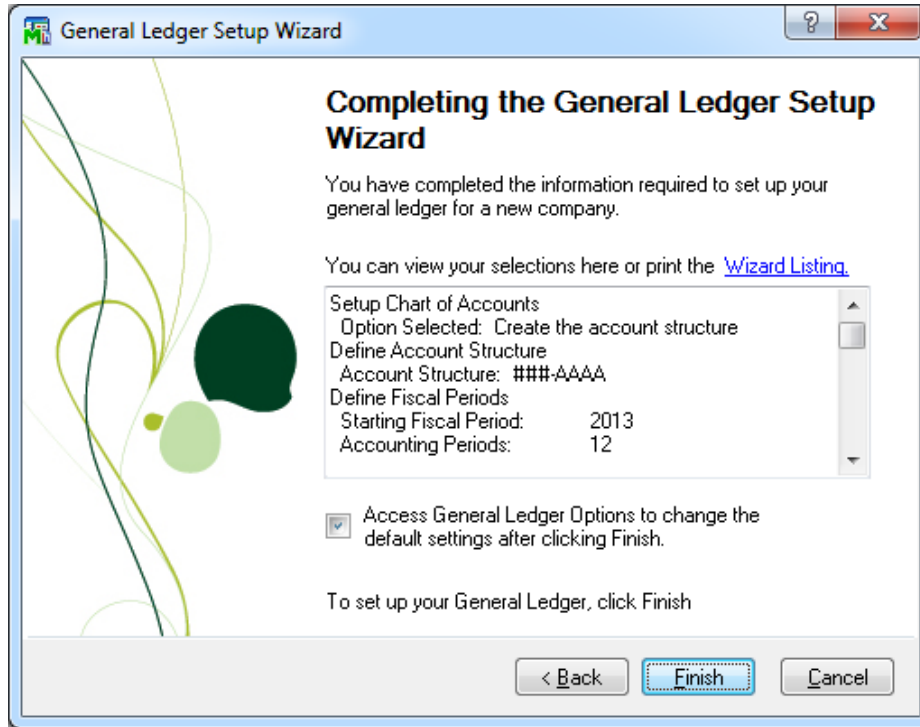 General Ledger Setup Wizard
Completing the General Ledger Setup
Wizard
You have completed the information required to set up your
general ledger for a new company.
You can view your selections here or print the Wizard Listing.
Setup Chart of Accounts
Option Selected: Create the account structure
Define Account Structure
Account Structure: ###-AAAA
Define Fiscal Periods
Starting Fiscal Period: 2013
Accounting Periods: 12
Access General Ledger Options to change the
default settings after clicking Finish.
To set up your General Ledger, click Finish
< Back Finish Cancel